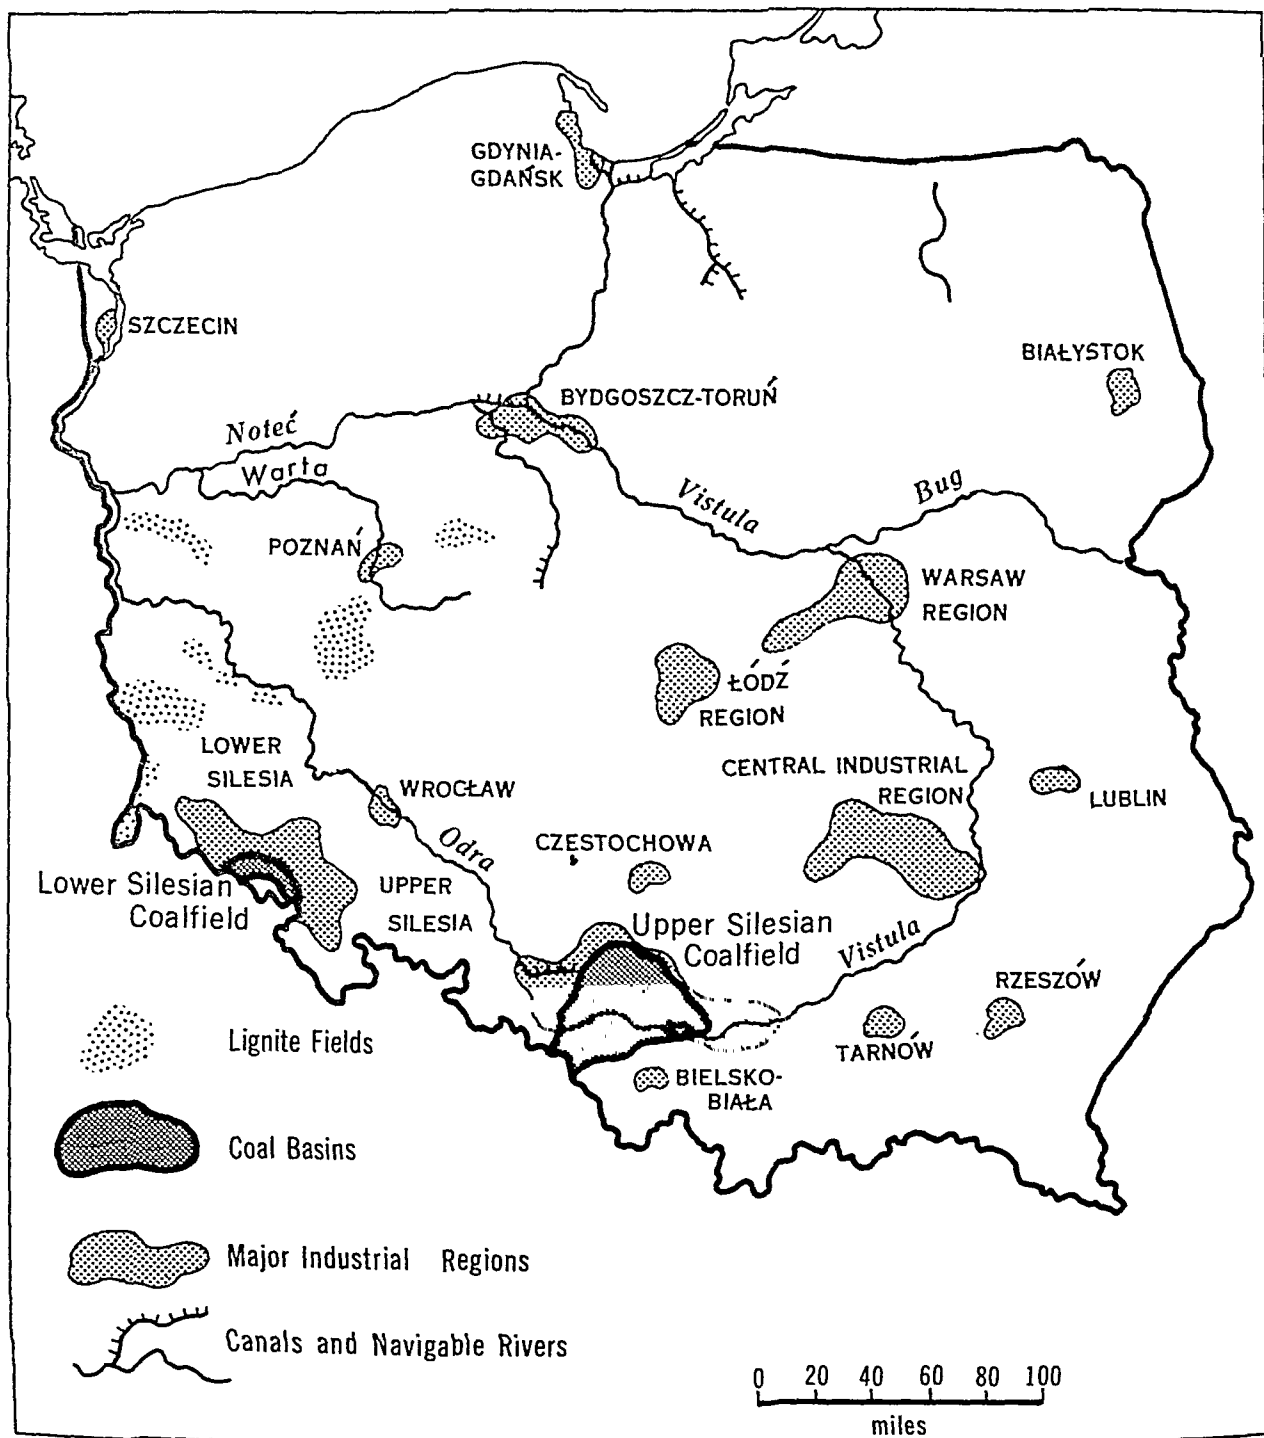 GDYNIA-
GDAŃSK
SZCZECIN
BIAŁYSTOK
BYDGOSZCZ-TORUŃ
Noteć
Warta
Vistula
Bug
POZNAŃ
WARSAW
REGION
ŁÓDŹ
REGION
LOWER
SILESIA
WROCŁAW
CENTRAL INDUSTRIAL
REGION
LUBLIN
Odra
CZĘSTOCHOWA
Lower Silesian
Coalfield
UPPER
SILESIA
Upper Silesian
Coalfield
Vistula
RZESZÓW
TARNÓW
BIELSKO-
BIAŁA
Lignite Fields
Coal Basins
Major Industrial Regions
Canals and Navigable Rivers
0 20 40 60 80 100
miles